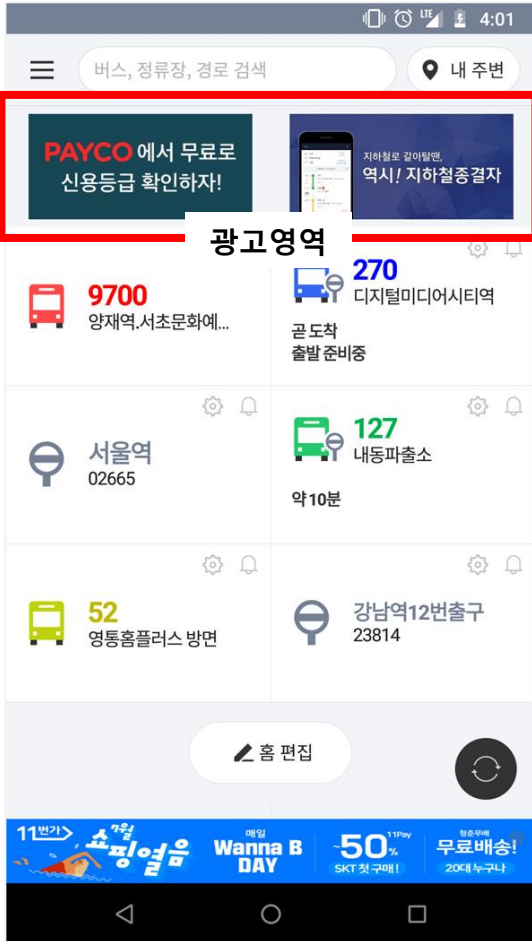 LTE 4:01
버스, 정류장, 경로 검색
내 주변
PAYCO에서 무료로
신용등급 확인하자!
지하철로 갈아탈땐,
역시! 지하철종결자
광고영역
9700
양재역.서초문화예...
270
디지털미디어시티역
곧 도착
출발 준비중
서울역
02665
127
내동파출소
약 10분
52
영통홈플러스 방면
강남역12번출구
23814
홈 편집
11번가
7월
쇼핑열음
매일
Wanna B
DAY
11Pay
~50%
SKT 첫 구매!
청춘무배
무료배송!
20대 누구나